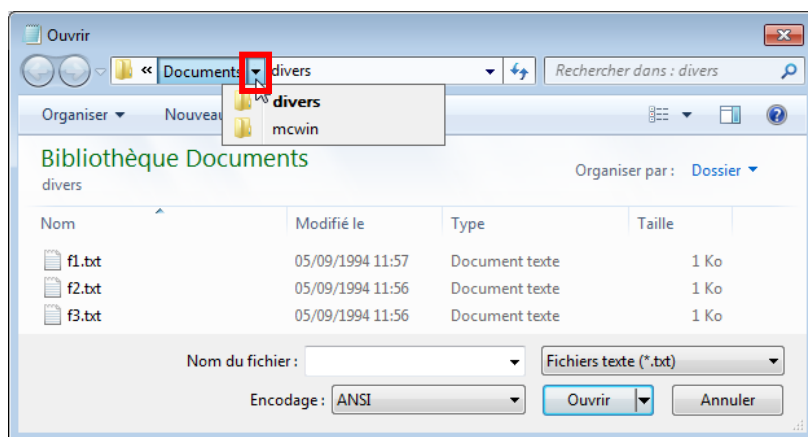 Ouvrir
« Documents divers Rechercher dans : divers
divers
mcwin
Organiser Nouveau
Bibliothèque Documents
divers
Organiser par : Dossier
Nom Modifié le Type Taille
f1.txt 05/09/1994 11:57 Document texte 1 Ko
f2.txt 05/09/1994 11:56 Document texte 1 Ko
f3.txt 05/09/1994 11:56 Document texte 1 Ko
Nom du fichier : Fichiers texte (*.txt)
Encodage : ANSI Ouvrir Annuler